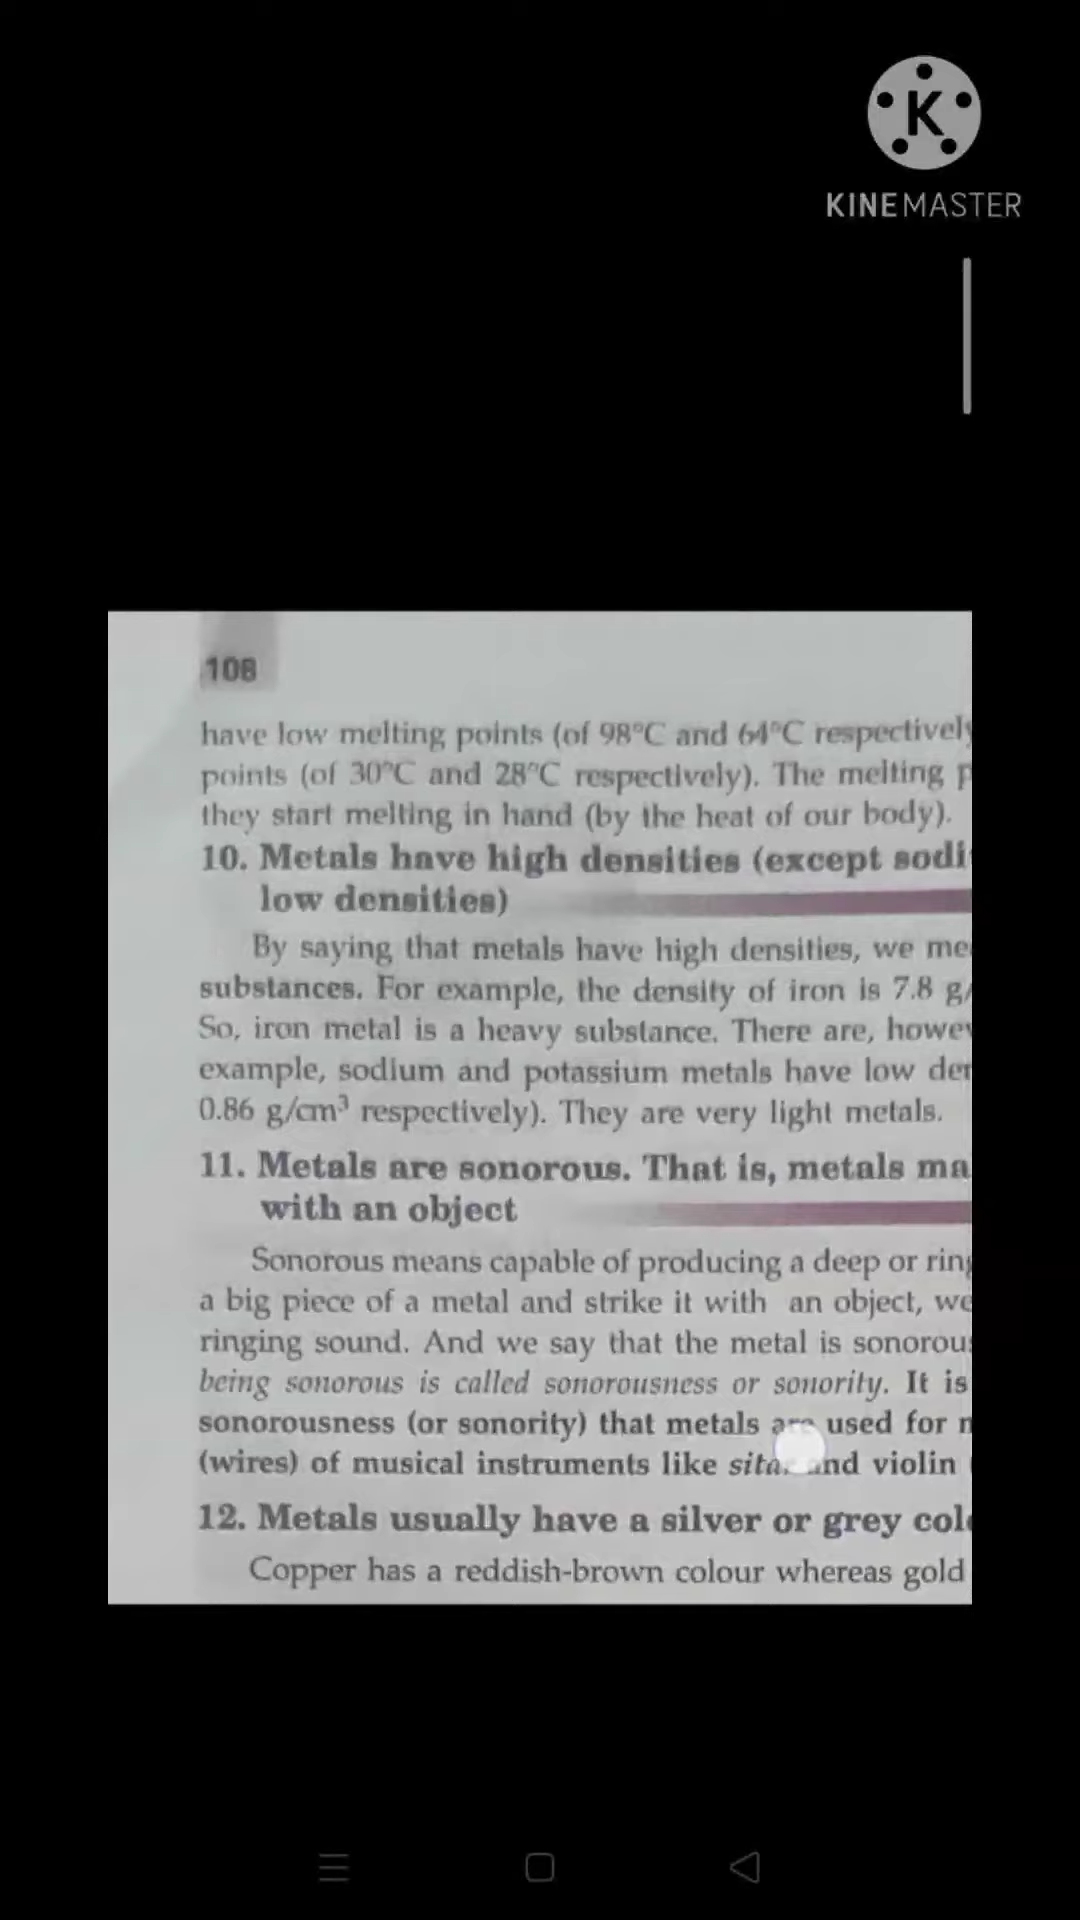 K
KINEMASTER
108
have low melting points (of 98°C and 64°C respectively
points (of 30°C and 28°C respectively). The melting p
they start melting in hand (by the heat of our body).
10. Metals have high densities (except sodi
low densities)
By saying that metals have high densities, we me
substances. For example, the density of iron is 7.8 g/
So, iron metal is a heavy substance. There are, howev
example, sodium and potassium metals have low den
0.86 g/cm³ respectively). They are very light metals.
11. Metals are sonorous. That is, metals ma
with an object
Sonorous means capable of producing a deep or ring
a big piece of a metal and strike it with an object, we
ringing sound. And we say that the metal is sonorous
being sonorous is called sonorousness or sonority. It is
sonorousness (or sonority) that metals are used for m
(wires) of musical instruments like sitar and violin
12. Metals usually have a silver or grey col
Copper has a reddish-brown colour whereas gold